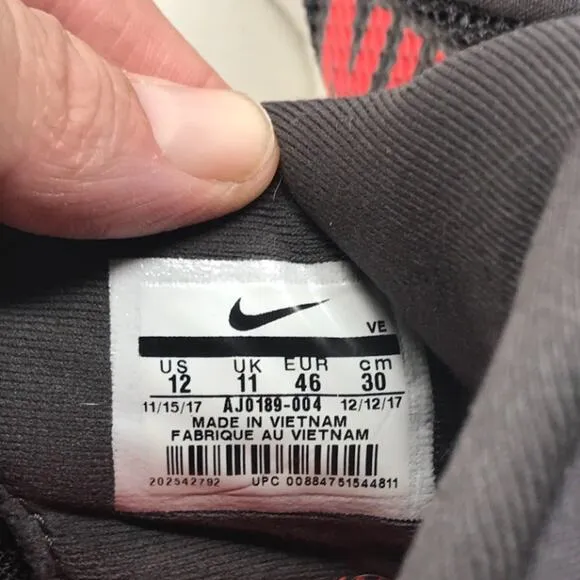 VE
US UK EUR cm
12 11 46 30
11/15/17 AJ0189-004 12/12/17
MADE IN VIETNAM
FABRIQUE AU VIETNAM
202542792 UPC 00884751544811